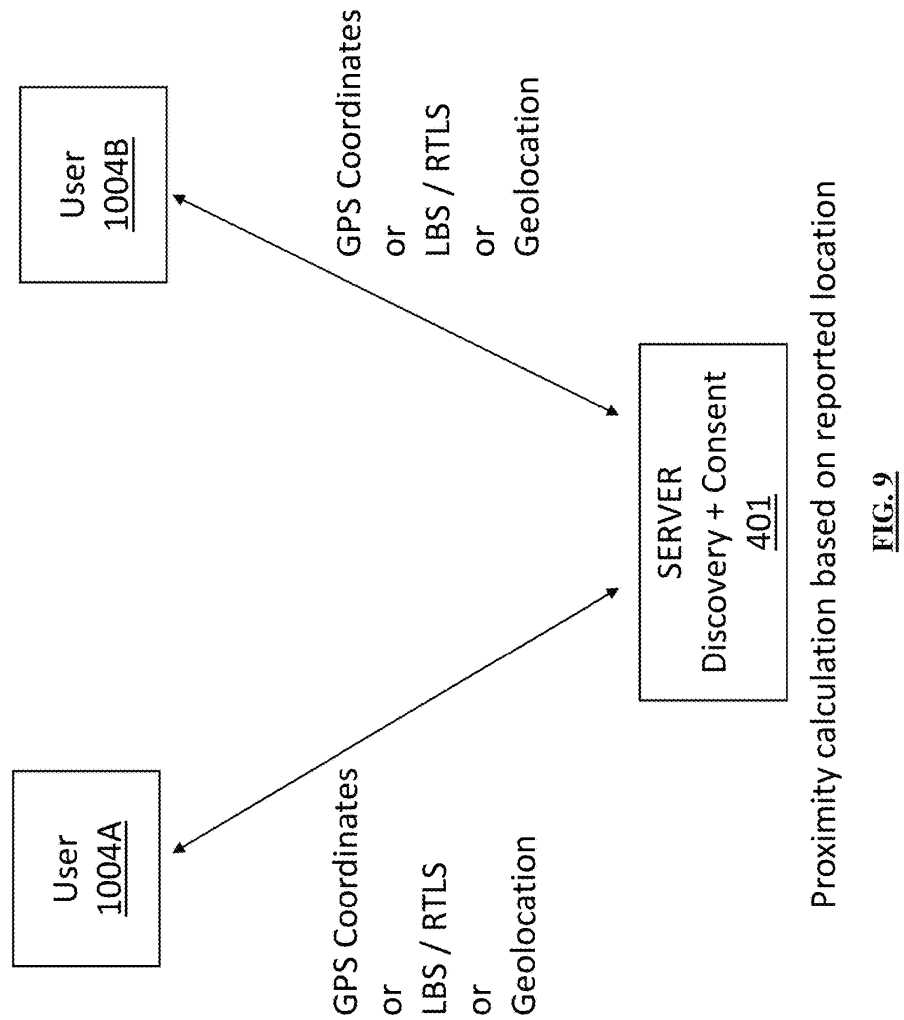 User
1004A
User
1004B
GPS Coordinates
or
LBS / RTLS
or
Geolocation
GPS Coordinates
or
LBS / RTLS
or
Geolocation
SERVER
Discovery + Consent
401
Proximity calculation based on reported location
FIG. 9